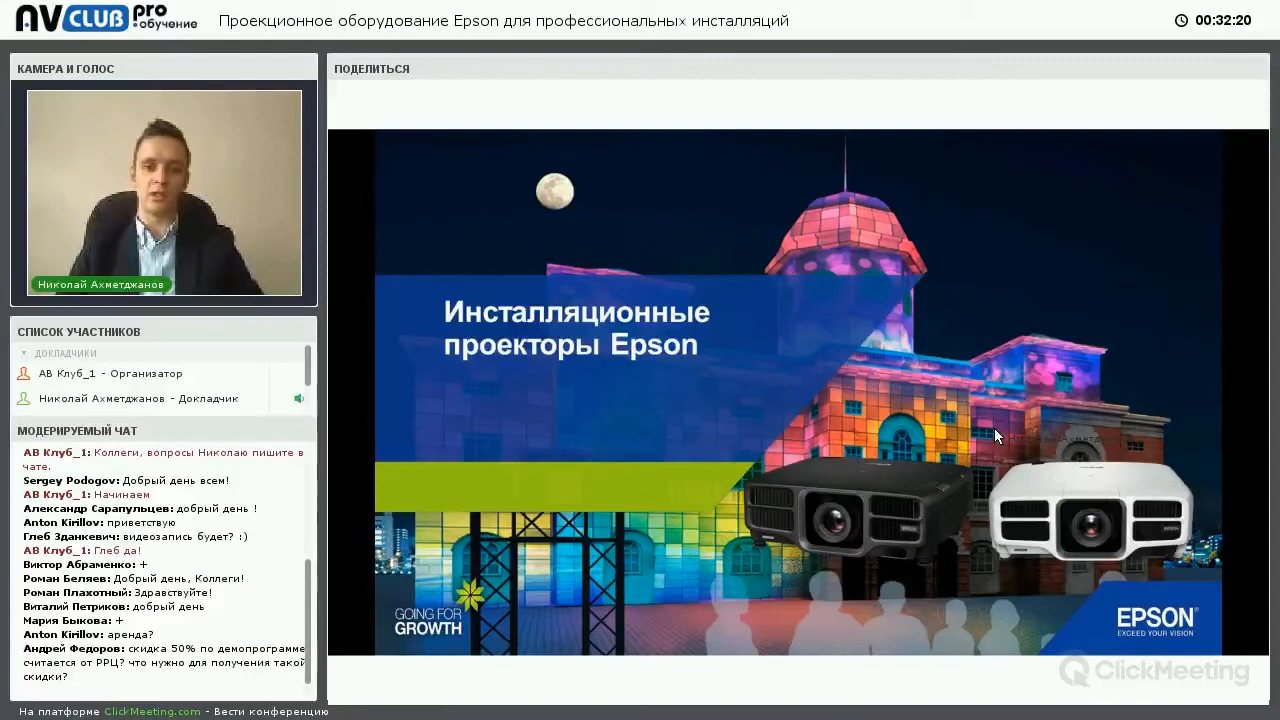 AV CLUB pro
обучение
Проекционное оборудование Epson для профессиональных инсталляций
00:32:20
КАМЕРА И ГОЛОС
Николай Ахметджанов
СПИСОК УЧАСТНИКОВ
ДОКЛАДЧИКИ
АВ Клуб_1 - Организатор
Николай Ахметджанов - Докладчик
МОДЕРИРУЕМЫЙ ЧАТ
АВ Клуб_1: Коллеги, вопросы Николаю пишите в
чате.
Sergey Podogov: Добрый день всем!
АВ Клуб_1: Начинаем
Александр Сарапульцев: добрый день !
Anton Kirillov: приветствую
Глеб Зданкевич: видеозапись будет? :)
АВ Клуб_1: Глеб да!
Виктор Абраменко: +
Роман Беляев: Добрый день, Коллеги!
Роман Плахотный: Здравствуйте!
Виталий Петриков: добрый день
Мария Быкова: +
Anton Kirillov: аренда?
Андрей Федоров: скидка 50% по демопрограмме
считается от РРЦ? что нужно для получения такой
скидки?
ПОДЕЛИТЬСЯ
Инсталляционные
проекторы Epson
GOING FOR
GROWTH
EPSON®
EXCEED YOUR VISION
ClickMeeting
На платформе ClickMeeting.com - Вести конференцию